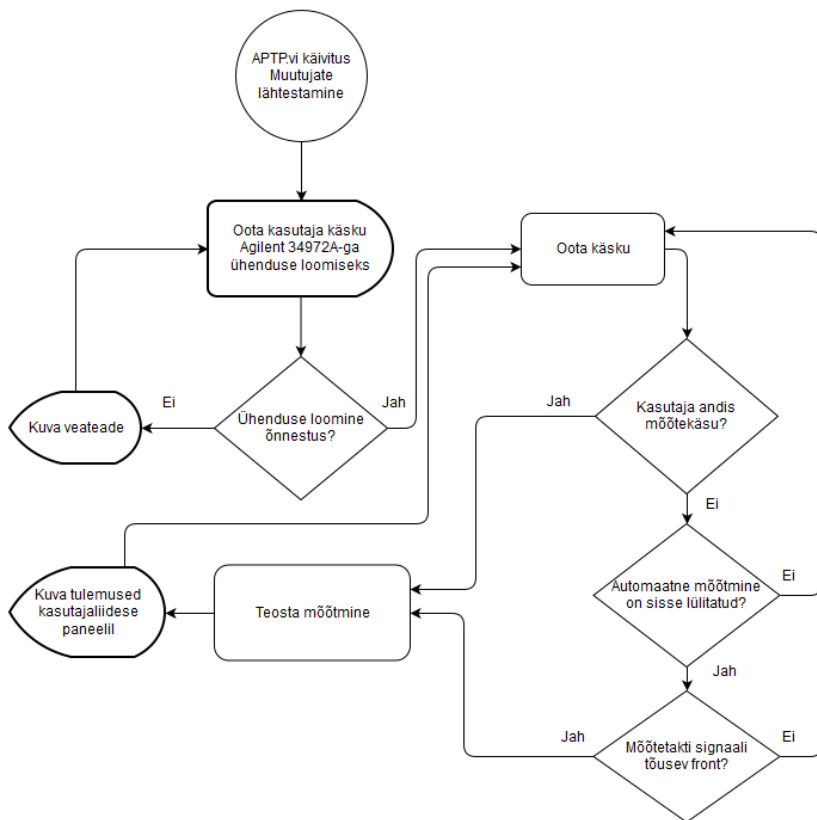 APTP.vi käivitus
Muutujate
lähtestamine
Oota kasutaja käsku
Agilent 34972A-ga
ühenduse loomiseks
Oota käsku
Ei
Jah
Kuva veateade
Ühenduse loomine
õnnestus?
Jah
Kasutaja andis
mõõtekäsu?
Ei
Kuva tulemused
kasutajaliidese
paneelil
Teosta mõõtmine
Automaatne mõõtmine
on sisse lülitatud?
Ei
Jah
Jah
Mõõtetakti signaali
tõusev front?
Ei